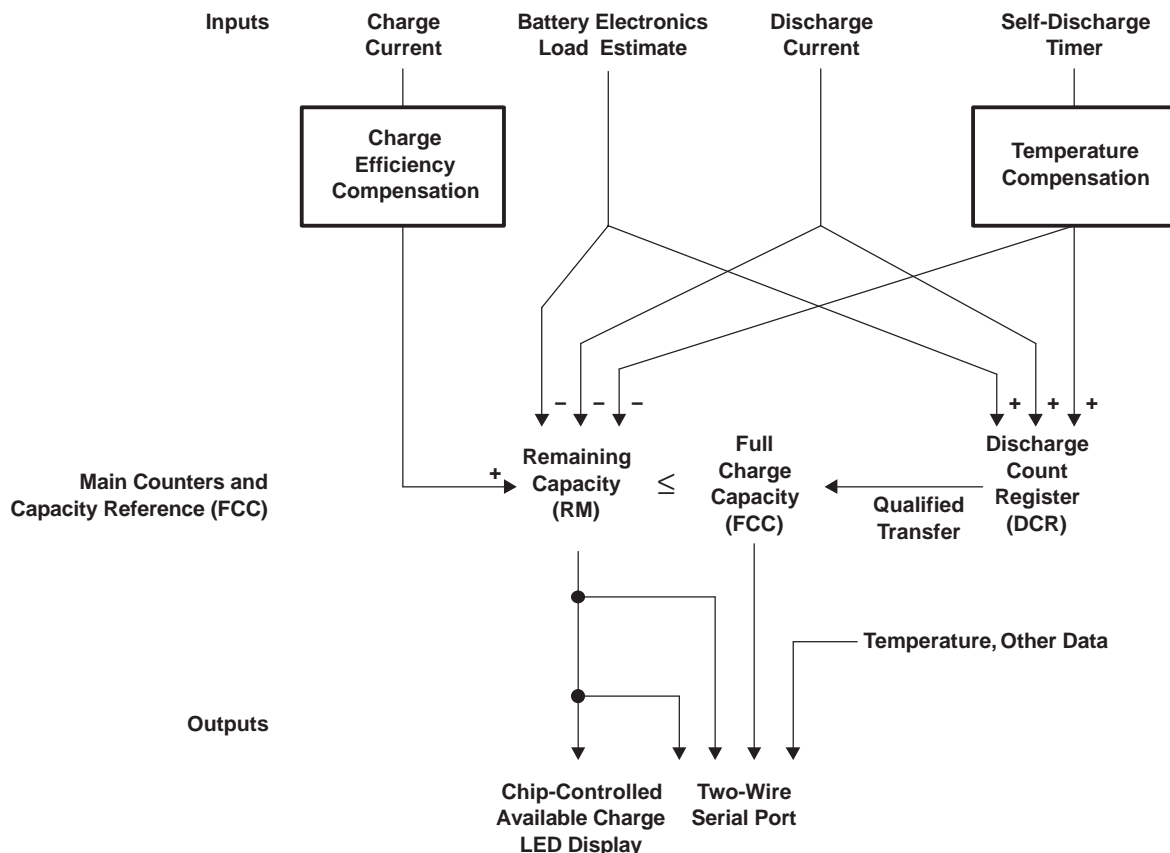 Inputs
Charge
Current
Battery Electronics
Load Estimate
Discharge
Current
Self-Discharge
Timer
Charge
Efficiency
Compensation
Temperature
Compensation
– – –
+ + +
Main Counters and
Capacity Reference (FCC)
+
Remaining
Capacity
(RM)
≤
Full
Charge
Capacity
(FCC)
Qualified
Transfer
Discharge
Count
Register
(DCR)
Temperature, Other Data
Outputs
Chip-Controlled
Available Charge
LED Display
Two-Wire
Serial Port